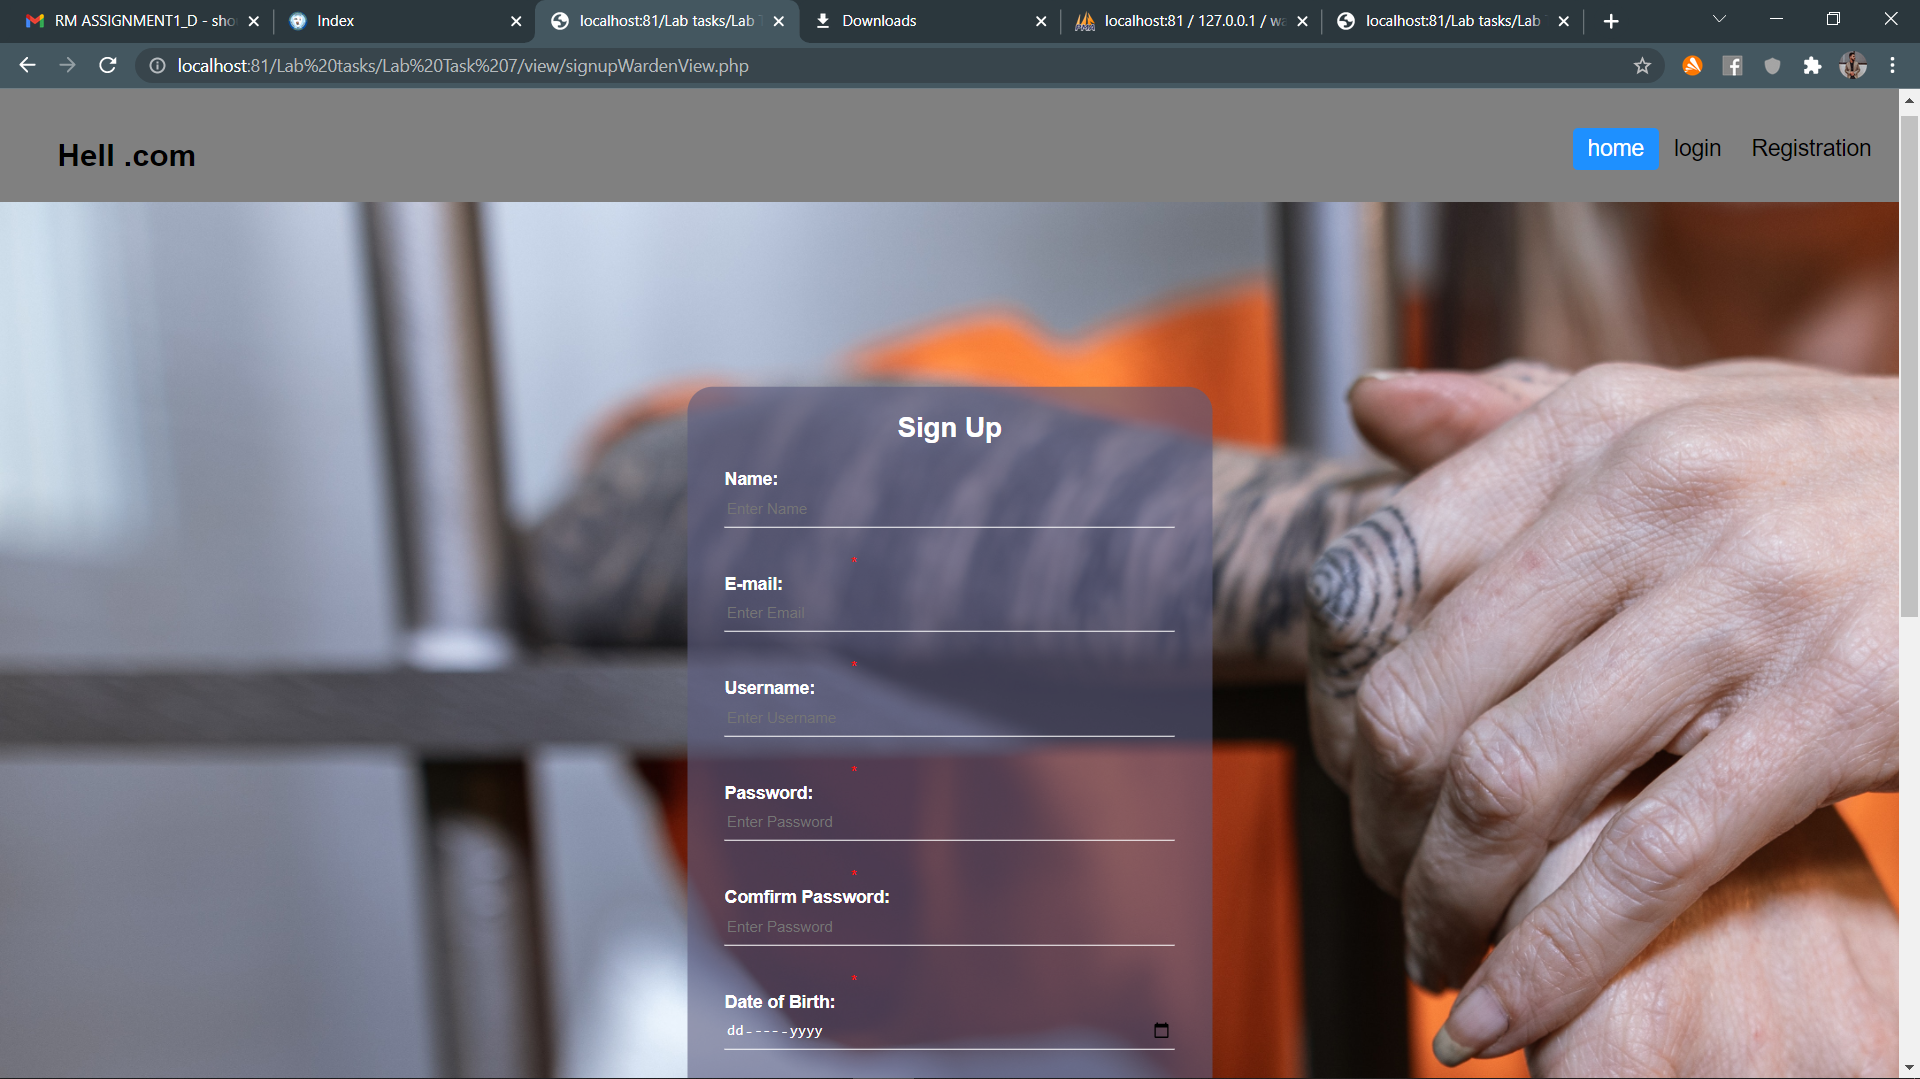 RM ASSIGNMENT1_D - sho
Index
localhost:81/Lab tasks/Lab T
Downloads
localhost:81 / 127.0.0.1 / wa
localhost:81/Lab tasks/Lab T
localhost:81/Lab%20tasks/Lab%20Task%207/view/signupWardenView.php
Hell .com
home
login
Registration
Sign Up
Name:
Enter Name
*
E-mail:
Enter Email
*
Username:
Enter Username
*
Password:
Enter Password
*
Comfirm Password:
Enter Password
*
Date of Birth:
dd-----yyyy